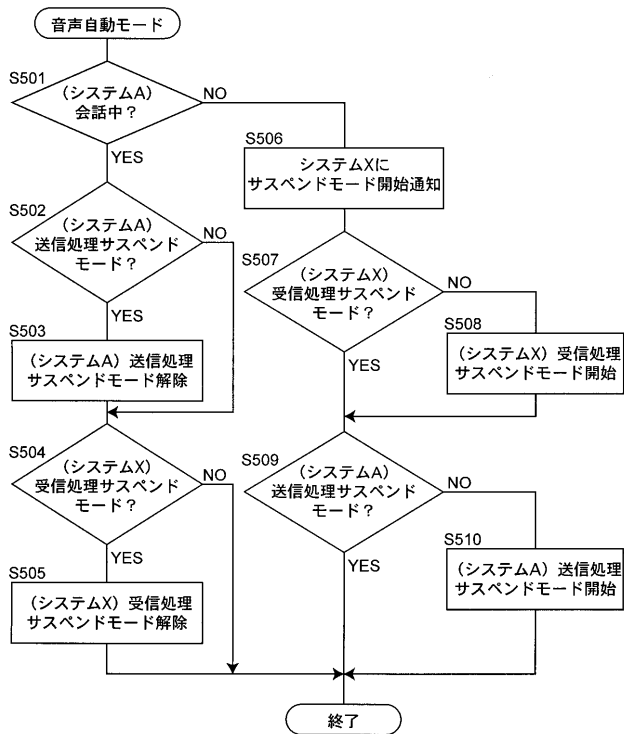 音声自動モード
S501
（システムA）
会話中？
NO
YES
S502
（システムA）
送信処理サスペンド
モード？
NO
YES
S503
（システムA）送信処理
サスペンドモード解除
S504
（システムX）
受信処理サスペンド
モード？
NO
YES
S505
（システムX）受信処理
サスペンドモード解除
S506
システムXに
サスペンドモード開始通知
S507
（システムX）
受信処理サスペンド
モード？
NO
YES
S508
（システムX）受信処理
サスペンドモード開始
S509
（システムA）
送信処理サスペンド
モード？
NO
YES
S510
（システムA）送信処理
サスペンドモード開始
終了